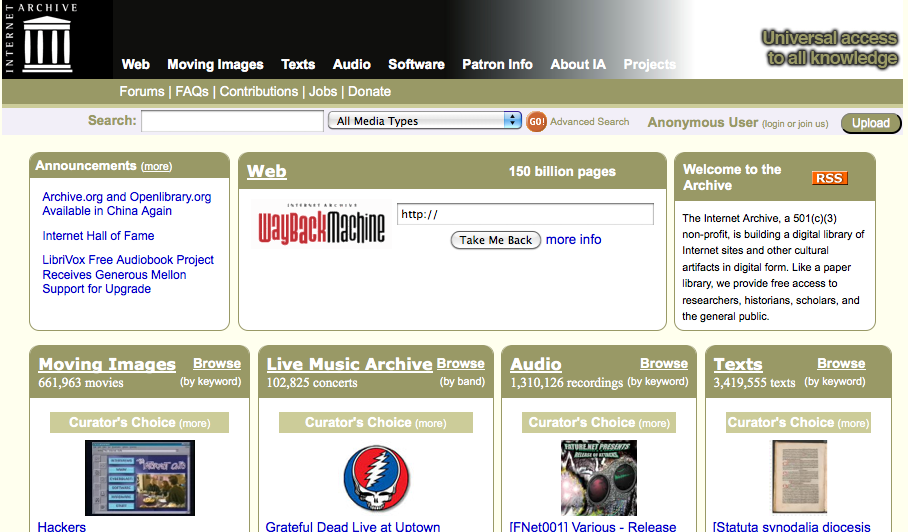 INTERNET ARCHIVE
Universal access
to all knowledge
Web Moving Images Texts Audio Software Patron Info About IA Projects
Forums | FAQs | Contributions | Jobs | Donate
Search: All Media Types GO! Advanced Search Anonymous User (login or join us) Upload
Announcements (more)
Archive.org and Openlibrary.org
Available in China Again
Internet Hall of Fame
LibriVox Free Audiobook Project
Receives Generous Mellon
Support for Upgrade
Web 150 billion pages
INTERNET ARCHIVE
WayBackMachine
http://
Take Me Back more info
Welcome to the
Archive
RSS
The Internet Archive, a 501(c)(3)
non-profit, is building a digital library of
Internet sites and other cultural
artifacts in digital form. Like a paper
library, we provide free access to
researchers, historians, scholars, and
the general public.
Moving Images Browse
661,963 movies (by keyword)
Curator's Choice (more)
Hackers
Live Music Archive Browse
102,825 concerts (by band)
Curator's Choice (more)
Grateful Dead Live at Uptown
Audio Browse
1,310,126 recordings (by keyword)
Curator's Choice (more)
[FNet001] Various - Release
Texts Browse
3,419,555 texts (by keyword)
Curator's Choice (more)
[Statuta synodalia diocesis